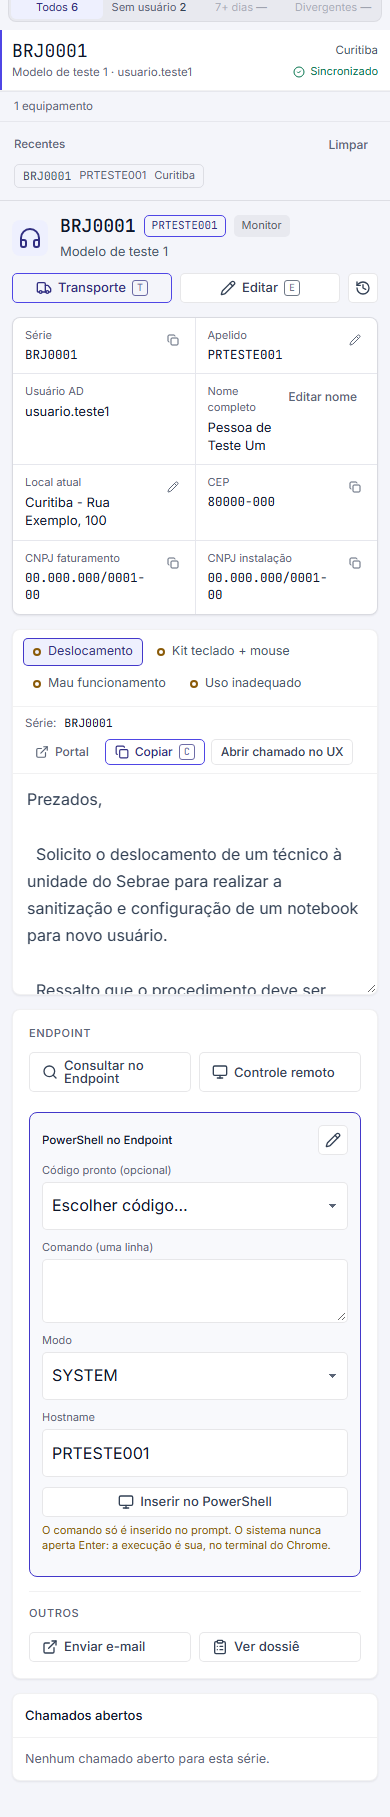 Todos 6 Sem usuário 2 7+ dias — Divergentes —
BRJ0001 Curitiba
Modelo de teste 1 · usuario.teste1 Sincronizado
1 equipamento
Recentes Limpar
BRJ0001 PRTESTE001 Curitiba
BRJ0001 PRTESTE001 Monitor
Modelo de teste 1
Transporte T Editar E
Série
BRJ0001
Apelido
PRTESTE001
Usuário AD
usuario.teste1
Nome completo
Editar nome
Pessoa de
Teste Um
Local atual
Curitiba - Rua
Exemplo, 100
CEP
80000-000
CNPJ faturamento
00.000.000/0001-
00
CNPJ instalação
00.000.000/0001-
00
Deslocamento Kit teclado + mouse
Mau funcionamento Uso inadequado
Série: BRJ0001
Portal Copiar C Abrir chamado no UX
Prezados,
Solicito o deslocamento de um técnico à
unidade do Sebrae para realizar a
sanitização e configuração de um notebook
para novo usuário.
Ressalto que o procedimento deve ser
ENDPOINT
Consultar no
Endpoint
Controle remoto
PowerShell no Endpoint
Código pronto (opcional)
Escolher código...
Comando (uma linha)
Modo
SYSTEM
Hostname
PRTESTE001
Inserir no PowerShell
O comando só é inserido no prompt. O sistema nunca
aperta Enter: a execução é sua, no terminal do Chrome.
OUTROS
Enviar e-mail Ver dossiê
Chamados abertos
Nenhum chamado aberto para esta série.